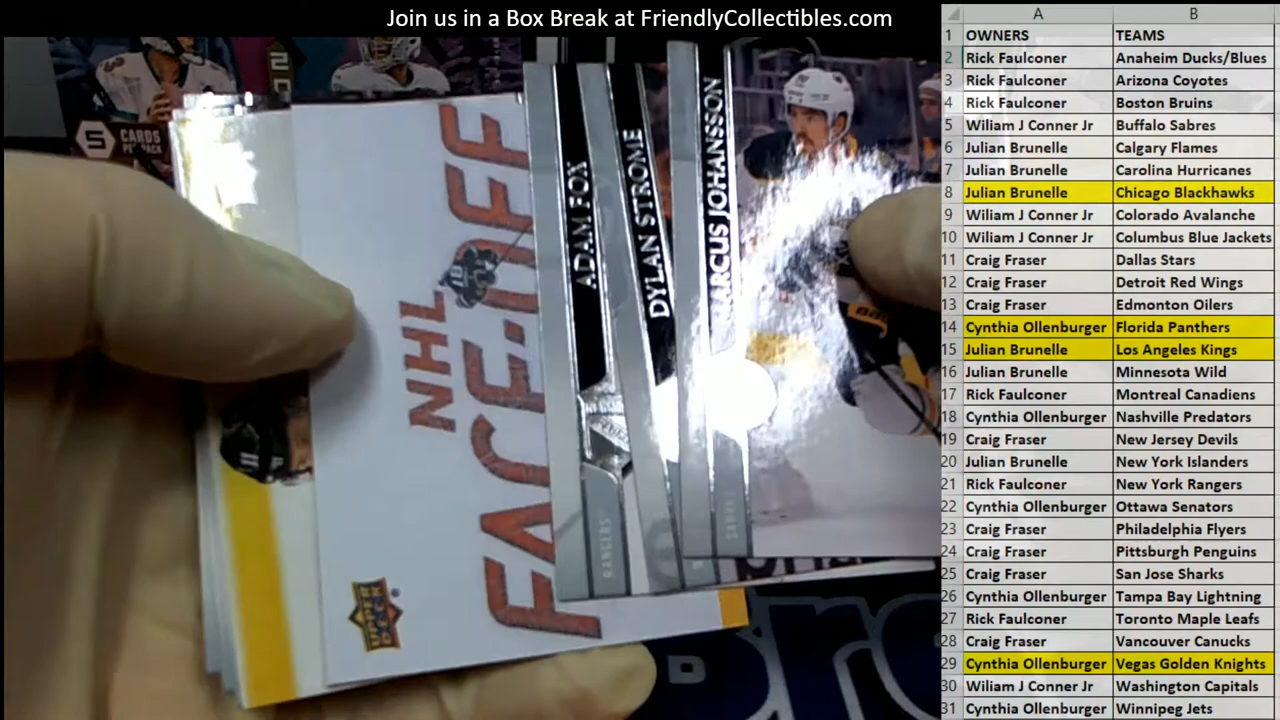 Join us in a Box Break at FriendlyCollectibles.com
5 CARDS
NHL
FACE-OFF
UPPER DECK
ADAM FOX
DYLAN STROME
MARCUS JOHANSSON
RANGERS
A B
1 OWNERS TEAMS
2 Rick Faulconer Anaheim Ducks/Blues
3 Rick Faulconer Arizona Coyotes
4 Rick Faulconer Boston Bruins
5 Wiliam J Conner Jr Buffalo Sabres
6 Julian Brunelle Calgary Flames
7 Julian Brunelle Carolina Hurricanes
8 Julian Brunelle Chicago Blackhawks
9 Wiliam J Conner Jr Colorado Avalanche
10 Wiliam J Conner Jr Columbus Blue Jackets
11 Craig Fraser Dallas Stars
12 Craig Fraser Detroit Red Wings
13 Craig Fraser Edmonton Oilers
14 Cynthia Ollenburger Florida Panthers
15 Julian Brunelle Los Angeles Kings
16 Julian Brunelle Minnesota Wild
17 Rick Faulconer Montreal Canadiens
18 Cynthia Ollenburger Nashville Predators
19 Craig Fraser New Jersey Devils
20 Julian Brunelle New York Islanders
21 Rick Faulconer New York Rangers
22 Cynthia Ollenburger Ottawa Senators
23 Craig Fraser Philadelphia Flyers
24 Craig Fraser Pittsburgh Penguins
25 Craig Fraser San Jose Sharks
26 Cynthia Ollenburger Tampa Bay Lightning
27 Rick Faulconer Toronto Maple Leafs
28 Craig Fraser Vancouver Canucks
29 Cynthia Ollenburger Vegas Golden Knights
30 Wiliam J Conner Jr Washington Capitals
31 Cynthia Ollenburger Winnipeg Jets